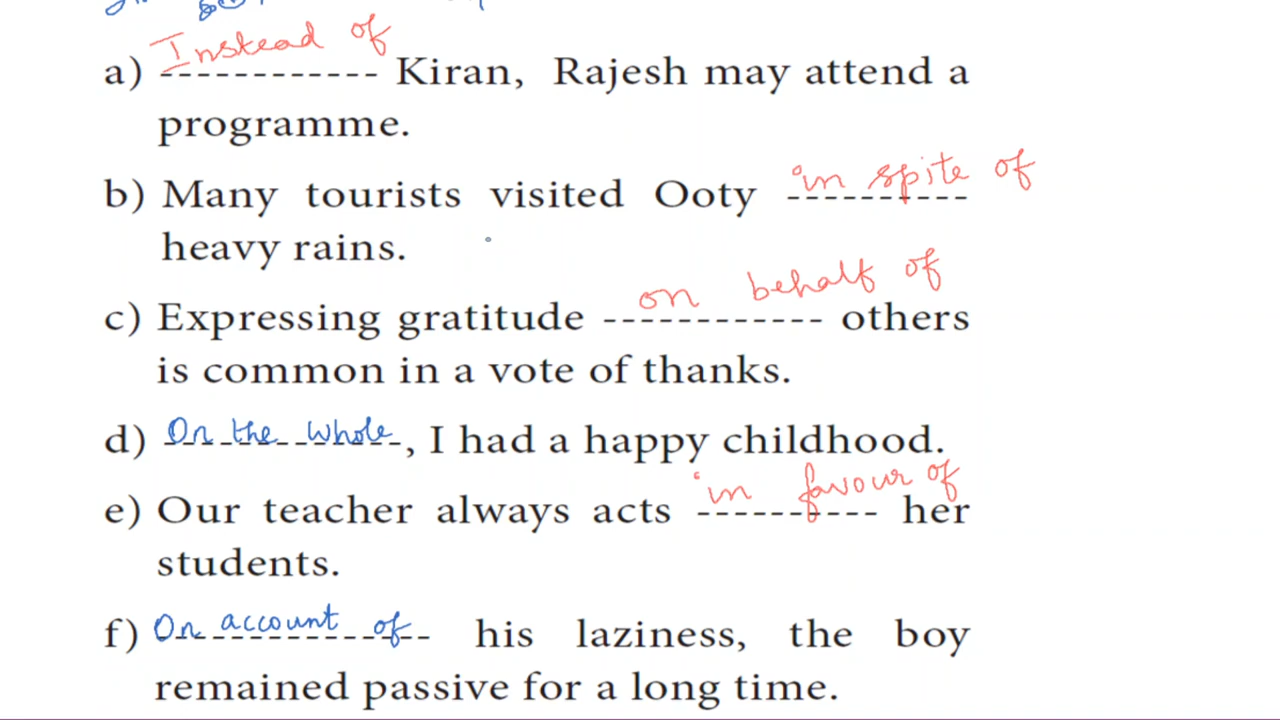 Instead of
a) ------------- Kiran, Rajesh may attend a
programme.
in spite of
b) Many tourists visited Ooty ----------
heavy rains.
on behalf of
c) Expressing gratitude ------------ others
is common in a vote of thanks.
d) On the whole, I had a happy childhood.
in favour of
e) Our teacher always acts ---------- her
students.
f) On account of his laziness, the boy
remained passive for a long time.